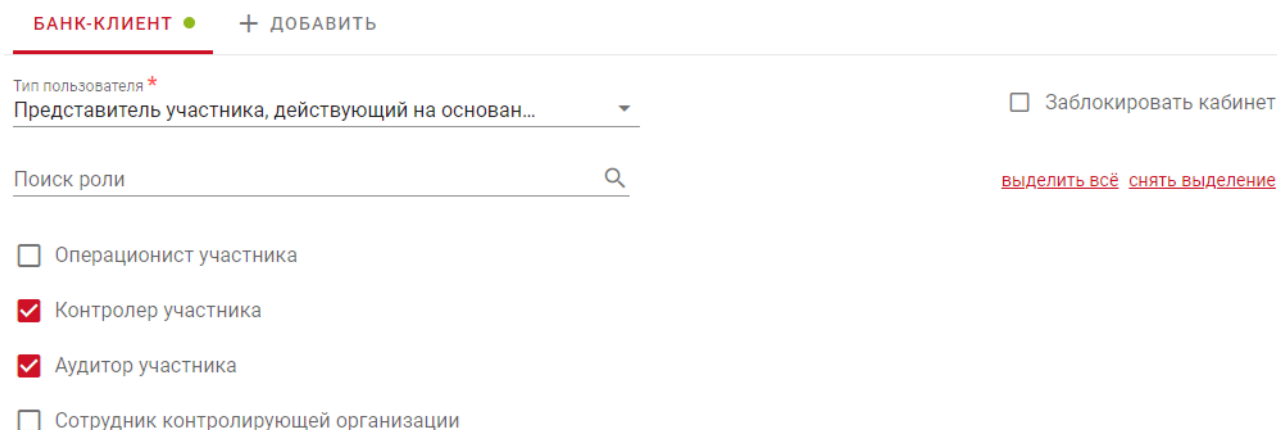 БАНК-КЛИЕНТ + ДОБАВИТЬ
Тип пользователя *
Представитель участника, действующий на основан...
Заблокировать кабинет
Поиск роли
выделить всё снять выделение
Операционист участника
Контролер участника
Аудитор участника
Сотрудник контролирующей организации